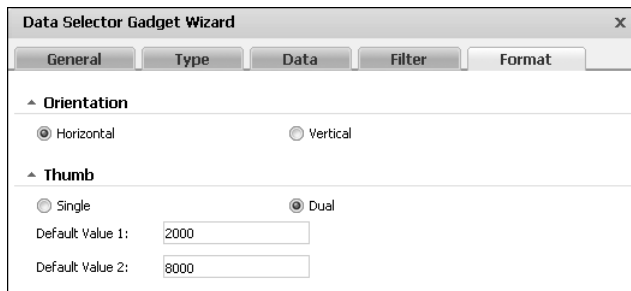 Data Selector Gadget Wizard x
General Type Data Filter Format
Orientation
Horizontal Vertical
Thumb
Single Dual
Default Value 1: 2000
Default Value 2: 8000